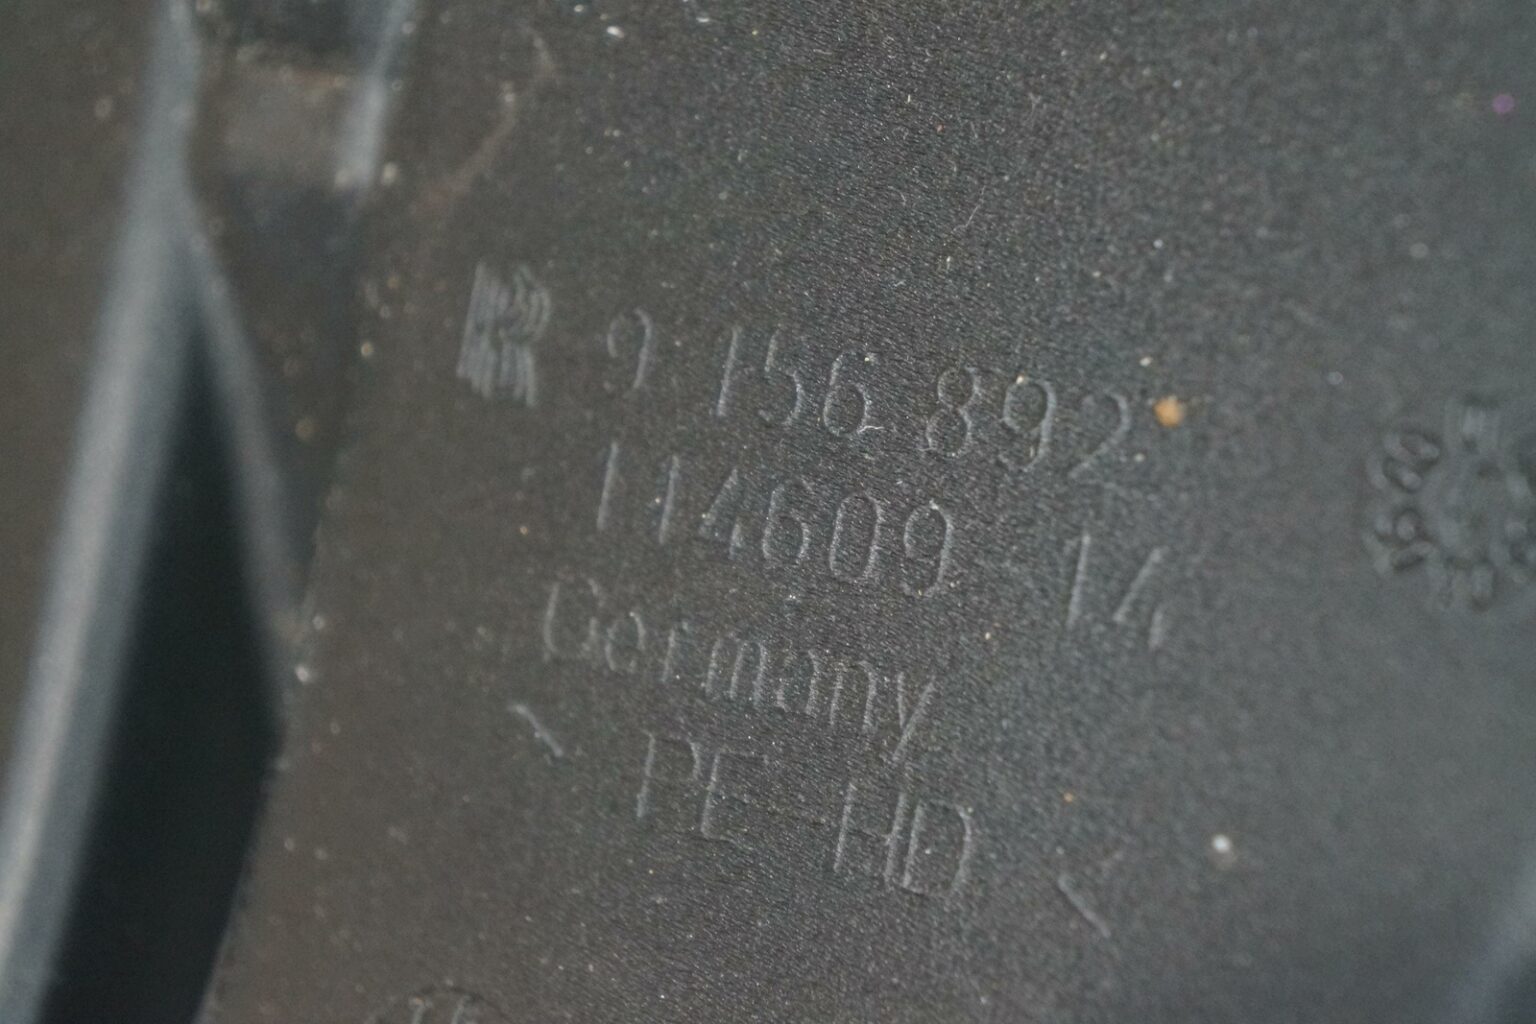 9 156 892
114609 14
Germany
> PE-HD <